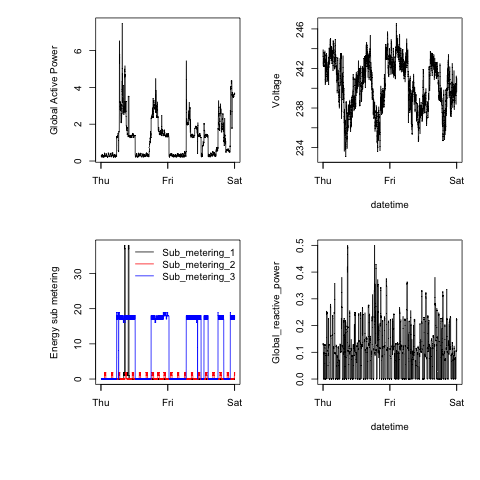 Global Active Power
0 2 4 6
Thu Fri Sat
Voltage
234 238 242 246
Thu Fri Sat
datetime
Energy sub metering
0 10 20 30
Sub_metering_1
Sub_metering_2
Sub_metering_3
Thu Fri Sat
Global_reactive_power
0.0 0.1 0.2 0.3 0.4 0.5
Thu Fri Sat
datetime